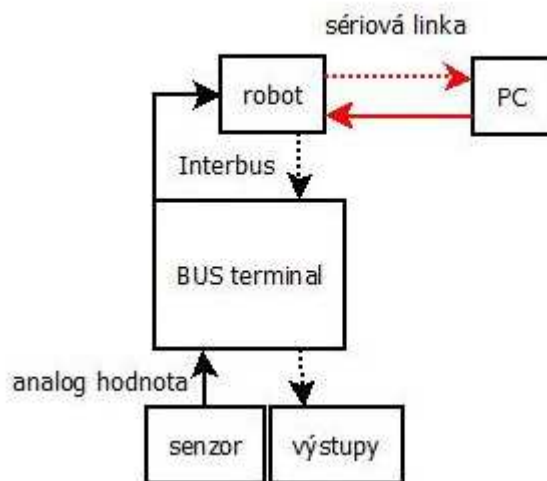 sériová linka
robot
PC
Interbus
BUS terminal
analog hodnota
senzor
výstupy